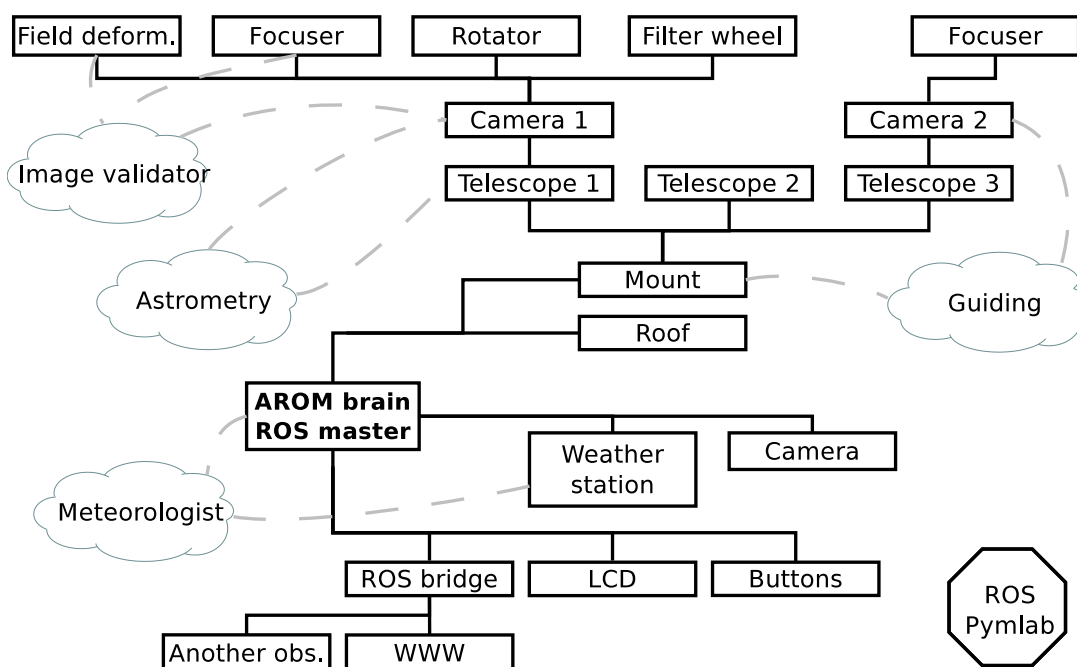 Field deform.
Focuser
Rotator
Filter wheel
Focuser
Camera 1
Camera 2
Image validator
Telescope 1
Telescope 2
Telescope 3
Mount
Astrometry
Guiding
Roof
AROM brain
ROS master
Weather
station
Camera
Meteorologist
ROS bridge
LCD
Buttons
ROS
Pymlab
Another obs.
WWW